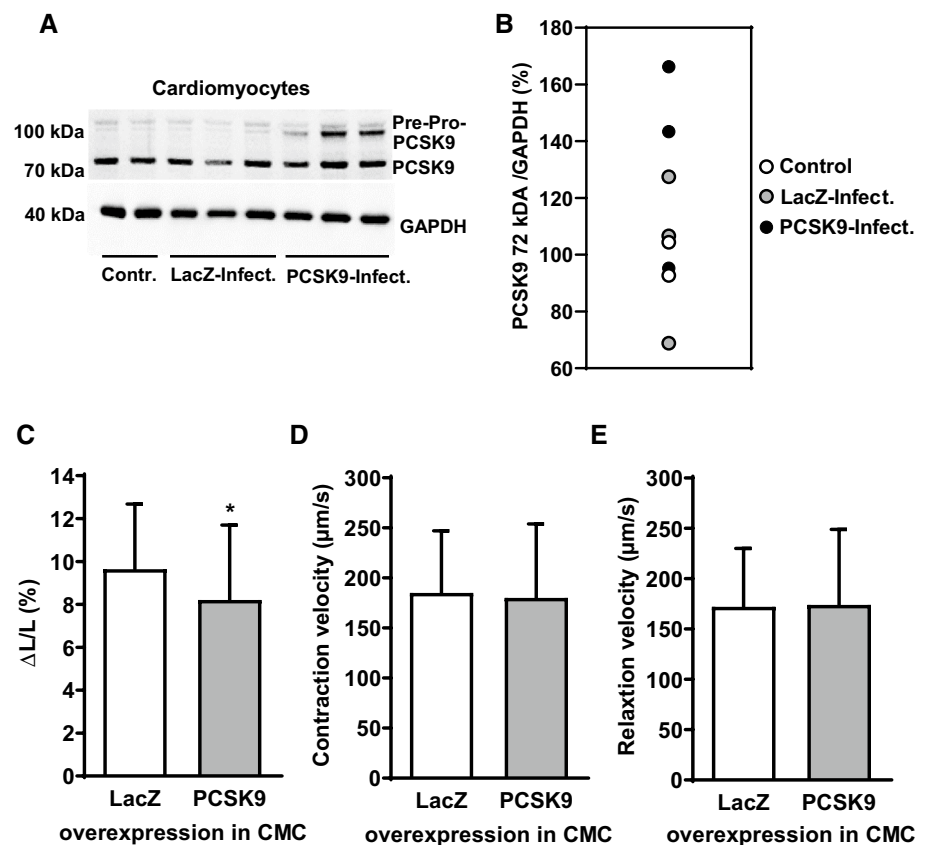 A
Cardiomyocytes
100 kDa
70 kDa
40 kDa
Pre-Pro-
PCSK9
PCSK9
GAPDH
Contr. LacZ-Infect. PCSK9-Infect.
B
PCSK9 72 kDA /GAPDH (%)
180
160
140
120
100
80
60
Control
LacZ-Infect.
PCSK9-Infect.
C
ΔL/L (%)
14
12
10
8
6
4
2
0
*
LacZ PCSK9
overexpression in CMC
D
Contraction velocity (µm/s)
300
250
200
150
100
50
0
LacZ PCSK9
overexpression in CMC
E
Relaxtion velocity (µm/s)
300
250
200
150
100
50
0
LacZ PCSK9
overexpression in CMC